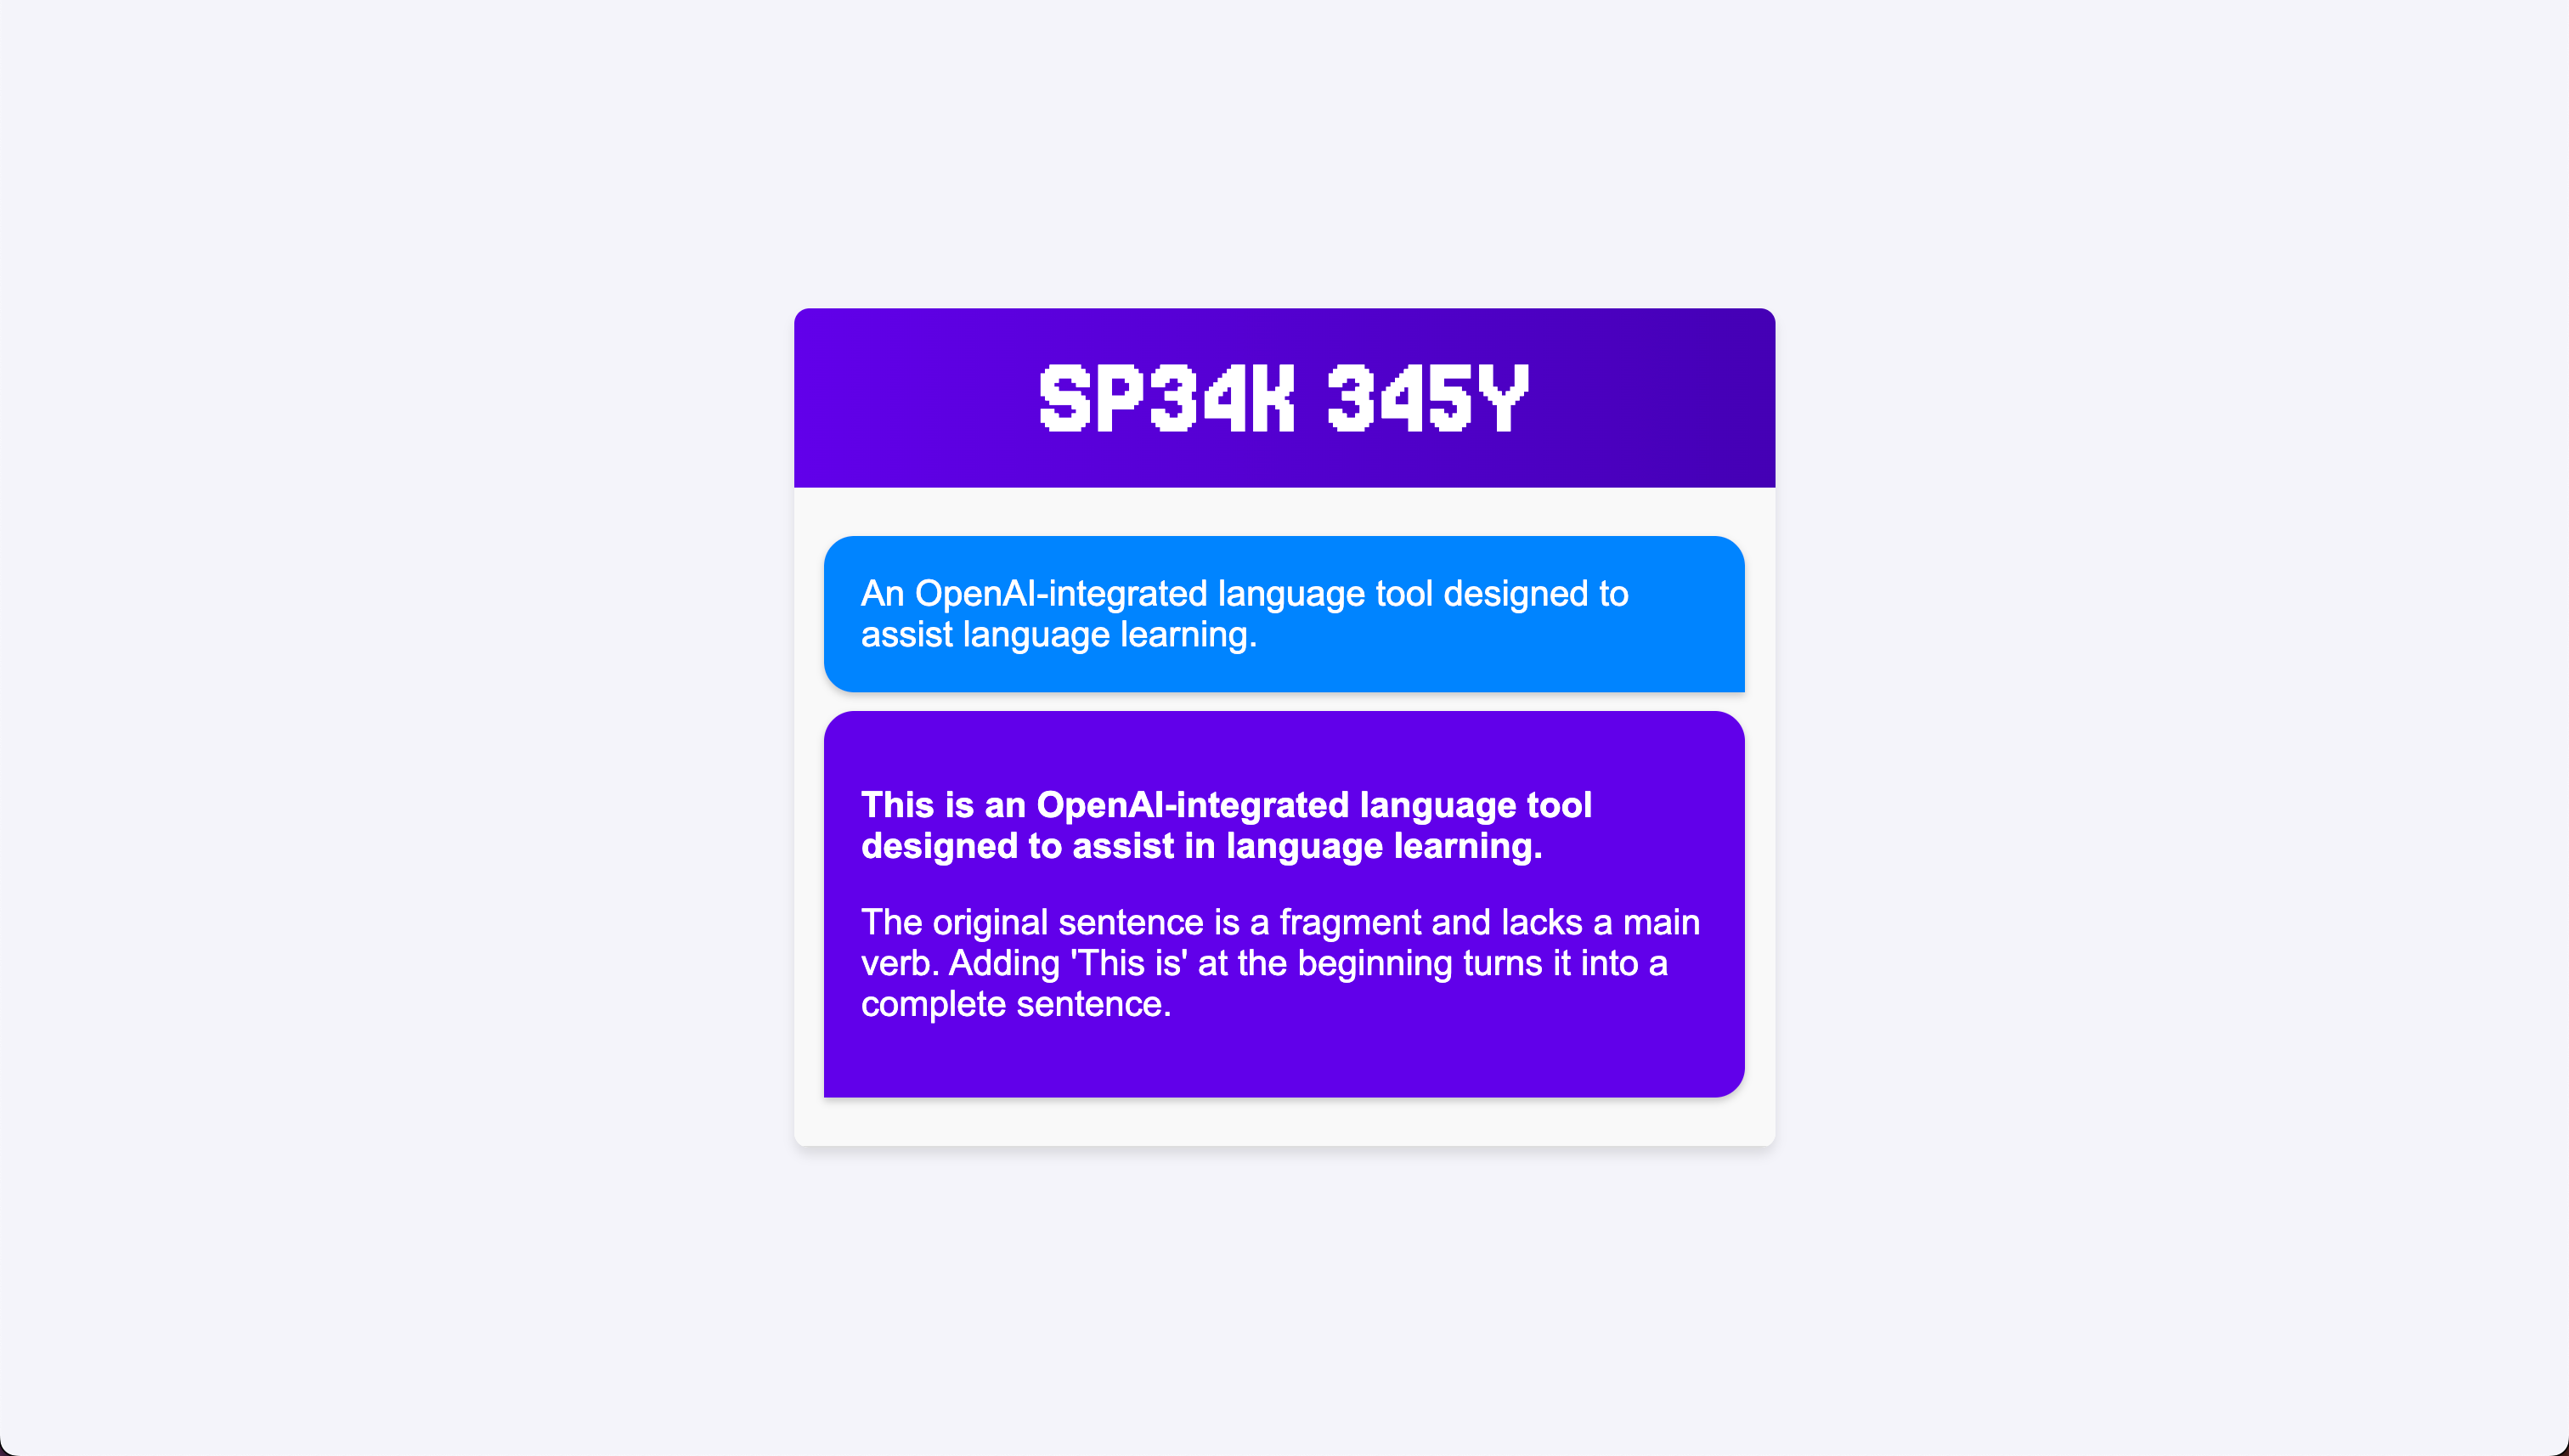 SP34K 345Y
An OpenAI-integrated language tool designed to
assist language learning.
This is an OpenAI-integrated language tool
designed to assist in language learning.
The original sentence is a fragment and lacks a main
verb. Adding 'This is' at the beginning turns it into a
complete sentence.